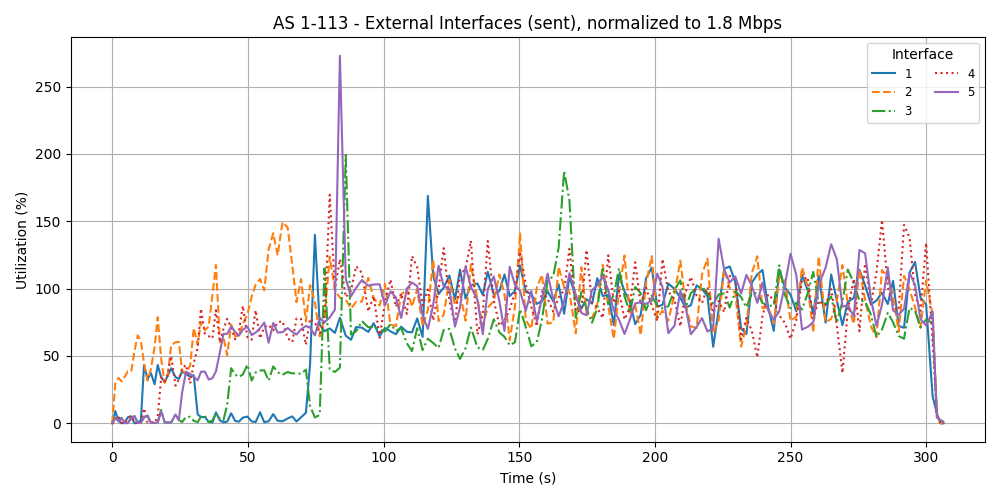 AS 1-113 - External Interfaces (sent), normalized to 1.8 Mbps
Interface
1
2
3
4
5
Utilization (%)
250
200
150
100
50
0
0 50 100 150 200 250 300
Time (s)